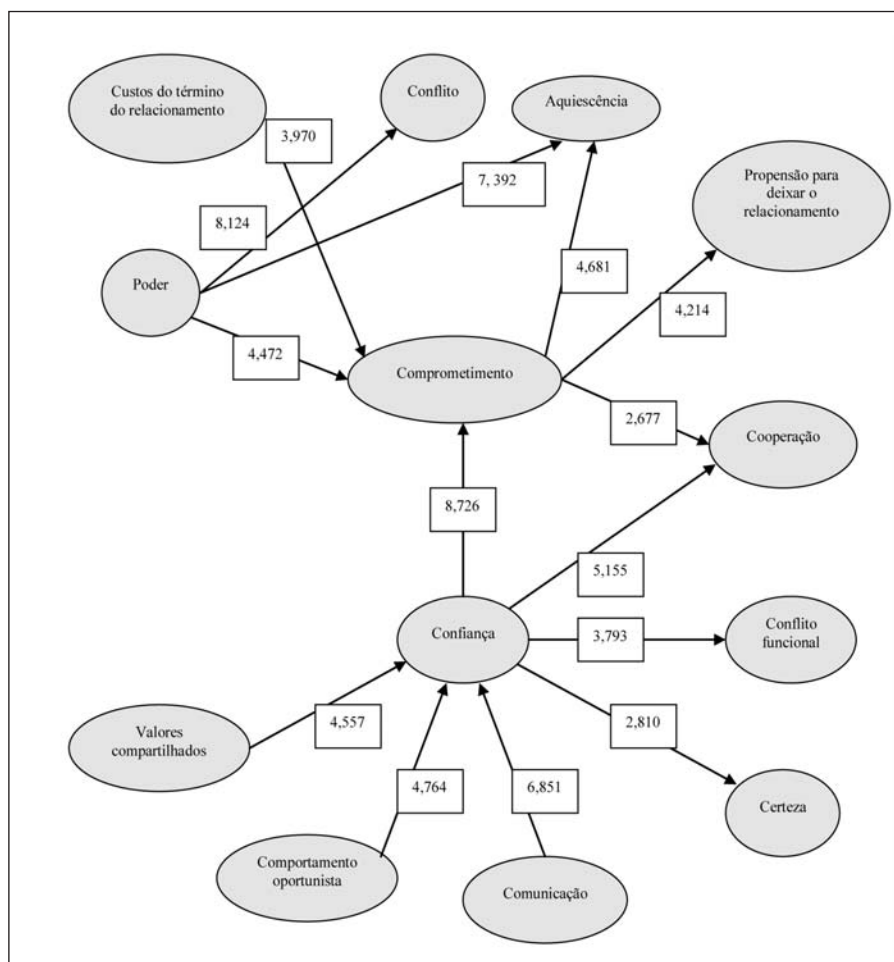 Custos do término
do relacionamento
Conflito
Aquiescência
3,970
7, 392
Propensão para
deixar o
relacionamento
8,124
Poder
4,681
4,214
4,472
Comprometimento
2,677
Cooperação
8,726
5,155
Confiança
3,793
Conflito
funcional
4,557
2,810
Valores
compartilhados
4,764
6,851
Certeza
Comportamento
oportunista
Comunicação